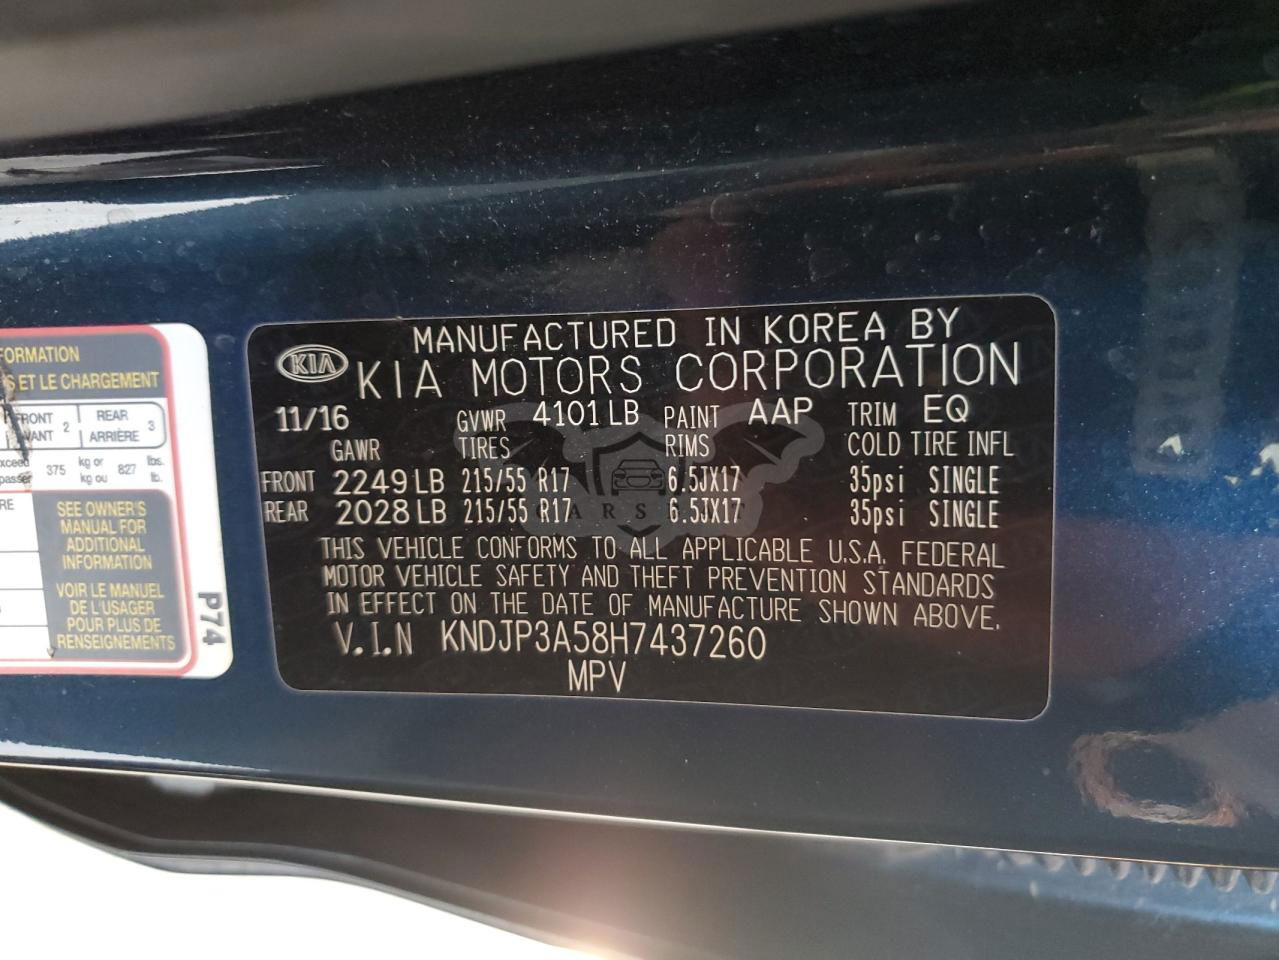 FORMATION
S ET LE CHARGEMENT
FRONT 2 REAR 3
ARRIÈRE
exceed 375 kg or 827 lbs.
kg ou lb.
SEE OWNER'S
MANUAL FOR
ADDITIONAL
INFORMATION
VOIR LE MANUEL
DE L'USAGER
POUR PLUS DE
RENSEIGNEMENTS
P74
MANUFACTURED IN KOREA BY
KIA KIA MOTORS CORPORATION
11/16 GVWR 4101 LB PAINT AAP TRIM EQ
GAWR TIRES RIMS COLD TIRE INFL
FRONT 2249 LB 215/55 R17 6.5JX17 35psi SINGLE
REAR 2028 LB 215/55 R17 6.5JX17 35psi SINGLE
THIS VEHICLE CONFORMS TO ALL APPLICABLE U.S.A. FEDERAL
MOTOR VEHICLE SAFETY AND THEFT PREVENTION STANDARDS
IN EFFECT ON THE DATE OF MANUFACTURE SHOWN ABOVE.
V.I.N KNDJP3A58H7437260
MPV